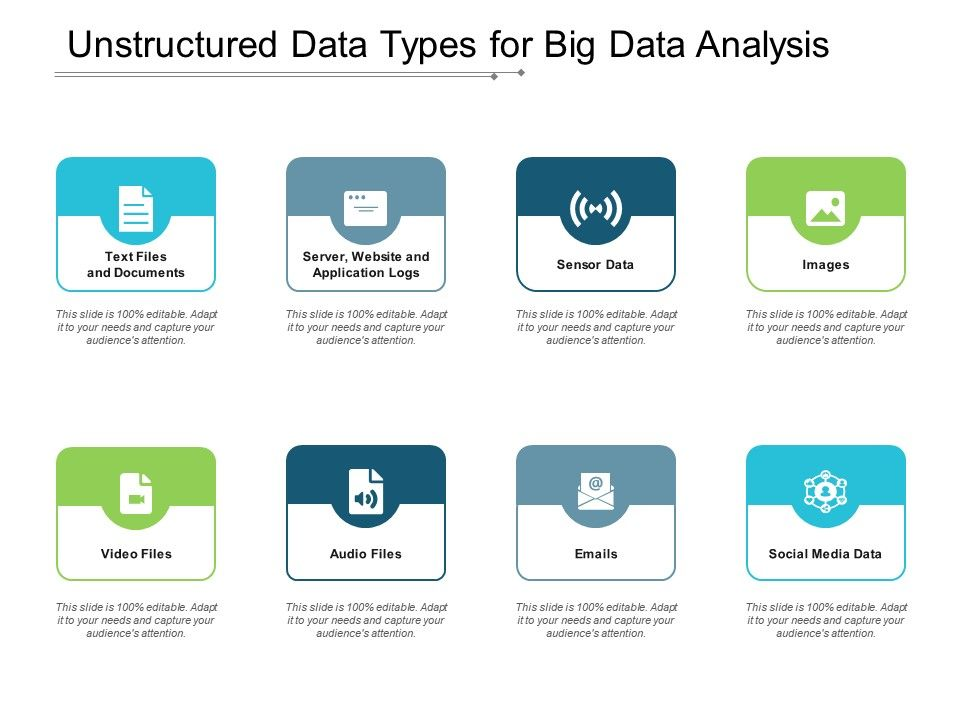 Unstructured Data Types for Big Data Analysis
Text Files
and Documents
This slide is 100% editable. Adapt
it to your needs and capture your
audience's attention.
Server, Website and
Application Logs
This slide is 100% editable. Adapt
it to your needs and capture your
audience's attention.
Sensor Data
This slide is 100% editable. Adapt
it to your needs and capture your
audience's attention.
Images
This slide is 100% editable. Adapt
it to your needs and capture your
audience's attention.
Video Files
This slide is 100% editable. Adapt
it to your needs and capture your
audience's attention.
Audio Files
This slide is 100% editable. Adapt
it to your needs and capture your
audience's attention.
@
Emails
This slide is 100% editable. Adapt
it to your needs and capture your
audience's attention.
Social Media Data
This slide is 100% editable. Adapt
it to your needs and capture your
audience's attention.